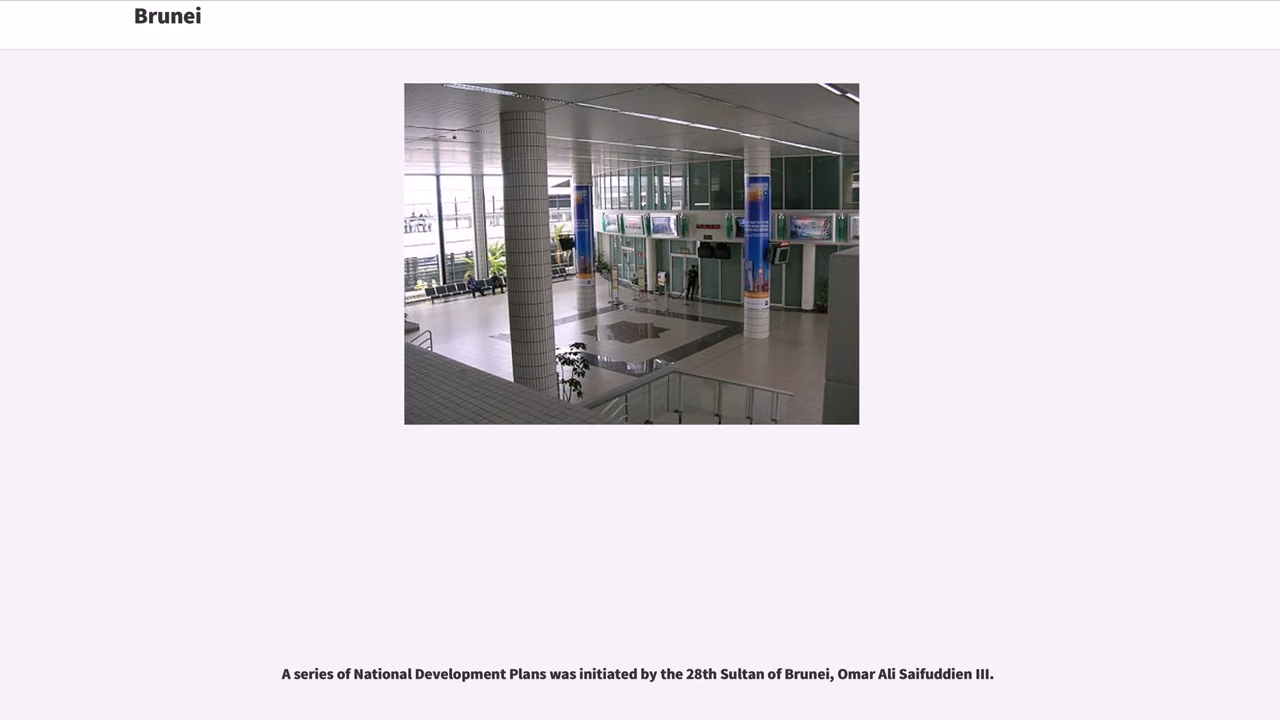 Brunei
A series of National Development Plans was initiated by the 28th Sultan of Brunei, Omar Ali Saifuddien III.